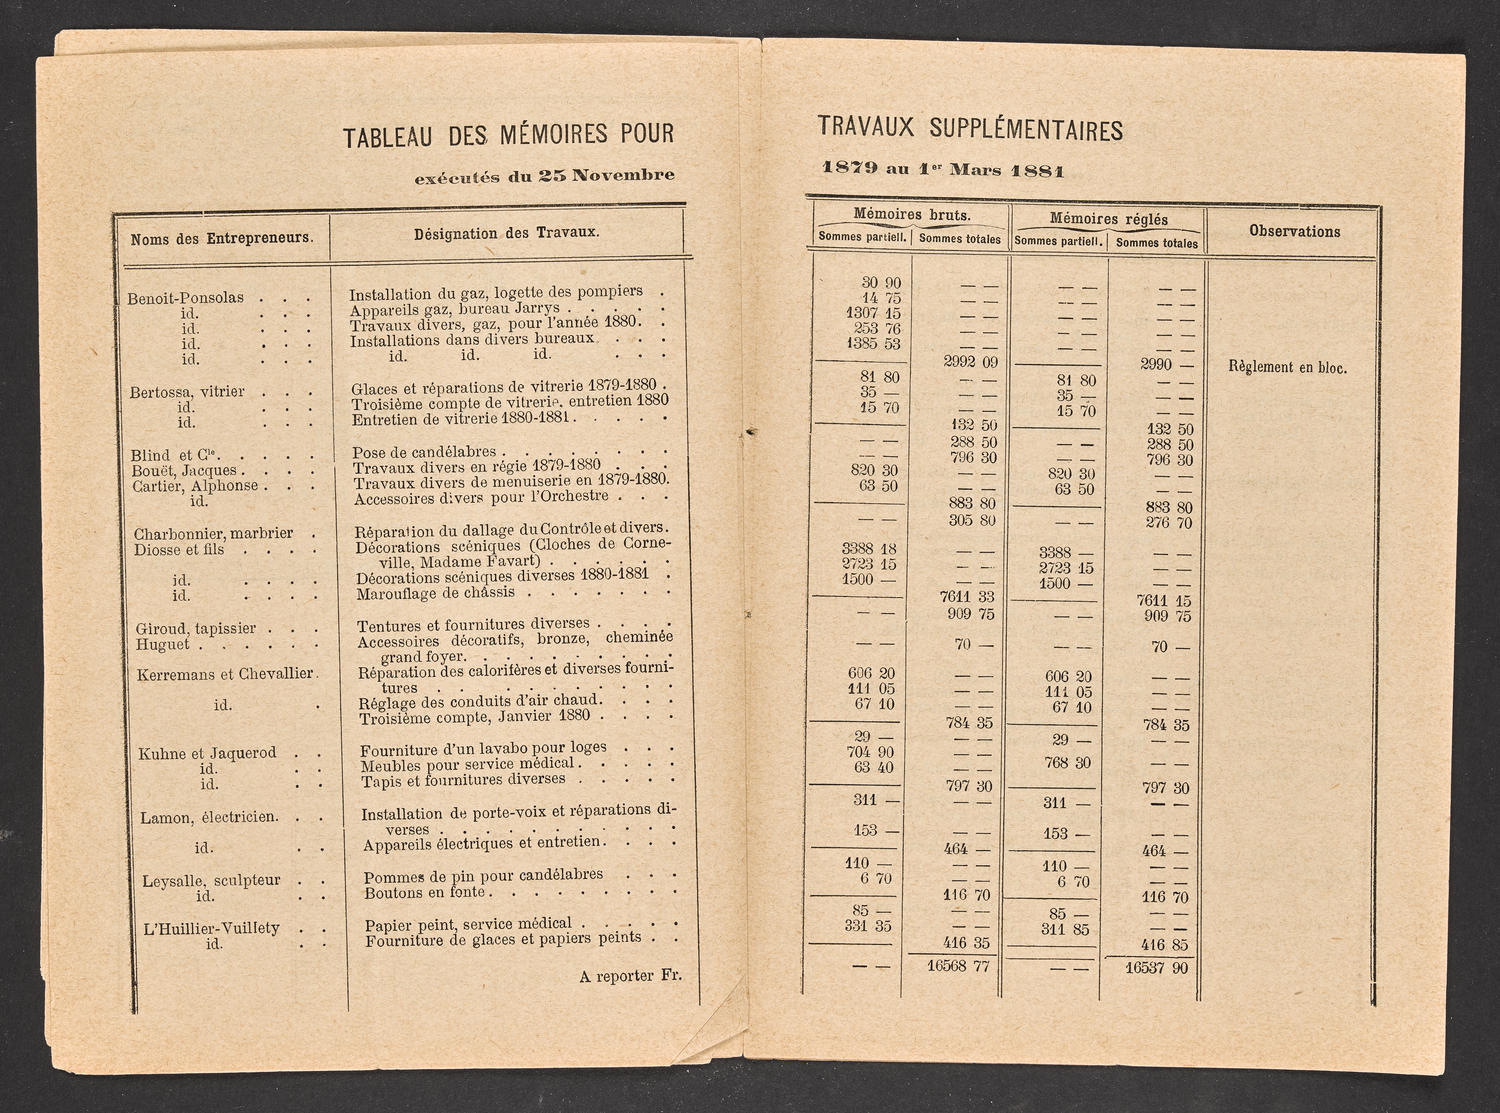 TABLEAU DES MÉMOIRES POUR
exécutés du 25 Novembre
Noms des Entrepreneurs. Désignation des Travaux.
Benoit-Ponsolas . . . Installation du gaz, logette des pompiers .
id. . . . Appareils gaz, bureau Jarrys . . . . .
id. . . . Travaux divers, gaz, pour l'année 1880. .
id. . . . Installations dans divers bureaux. . . .
id. . . . id. id. id. . . .
Bertossa, vitrier . . . Glaces et réparations de vitrerie 1879-1880 .
id. . . . Troisième compte de vitrerie, entretien 1880
id. . . . Entretien de vitrerie 1880-1881. . . . .
Blind et Cie. . . . . Pose de candélabres . . . . . . .
Bouët, Jacques . . . . Travaux divers en régie 1879-1880 . . .
Cartier, Alphonse . . . Travaux divers de menuiserie en 1879-1880.
id. Accessoires divers pour l'Orchestre . . .
Charbonnier, marbrier . Réparation du dallage du Contrôle et divers.
Diosse et fils . . . . Décorations scéniques (Cloches de Corne-
ville, Madame Favart) . . . . . .
id. . . . . Décorations scéniques diverses 1880-1881 .
id. . . . . Marouflage de châssis . . . . . . .
Giroud, tapissier . . . Tentures et fournitures diverses . . . .
Huguet . . . . . . Accessoires décoratifs, bronze, cheminée
grand foyer. . . . . . . . . .
Kerremans et Chevallier. Réparation des calorifères et diverses fourni-
tures . . . . . . . . . .
id. . Réglage des conduits d'air chaud. . . .
Troisième compte, Janvier 1880 . . . .
Kuhne et Jaquerod . . Fourniture d'un lavabo pour loges . . .
id. . . Meubles pour service médical. . . . .
id. . . Tapis et fournitures diverses . . . . .
Lamon, électricien. . . Installation de porte-voix et réparations di-
verses . . . . . . . . . .
id. . . Appareils électriques et entretien. . . .
Leysalle, sculpteur . . Pommes de pin pour candélabres . . .
id. . . Boutons en fonte . . . . . . . .
L'Huillier-Vuillety . . Papier peint, service médical . . . . .
id. . . Fourniture de glaces et papiers peints . .
A reporter Fr.
TRAVAUX SUPPLÉMENTAIRES
1879 au 1er Mars 1881
Mémoires bruts. Mémoires réglés Observations
Sommes partiell. Sommes totales Sommes partiell. Sommes totales
30 90 — — — — — —
14 75 — — — — — —
1307 15 — — — — — —
253 76 — — — — — —
1385 53 — — — — — —
2992 09 2990 — Règlement en bloc.
81 80 — — 81 80 — —
35 — — — 35 — — —
15 70 — — 15 70 — —
132 50 132 50
— — 288 50 — — 288 50
— — 796 30 — — 796 30
820 30 — — 820 30 — —
63 50 — — 63 50 — —
883 80 883 80
— — 305 80 — — 276 70
3388 18 — — 3388 — — —
2723 15 — — 2723 15 — —
1500 — — — 1500 — — —
7611 33 7611 15
— — 909 75 — — 909 75
— — 70 — — — 70 —
606 20 — — 606 20 — —
111 05 — — 111 05 — —
67 10 — — 67 10 — —
784 35 784 35
29 — — — 29 — — —
704 90 — — 768 30 — —
63 40 — —
797 30 797 30
311 — — — 311 — — —
153 — — — 153 — — —
464 — 464 —
110 — — — 110 — — —
6 70 — — 6 70 — —
116 70 116 70
85 — — — 85 — — —
331 35 — — 311 85 — —
416 35 416 85
— — 16568 77 — — 16537 90